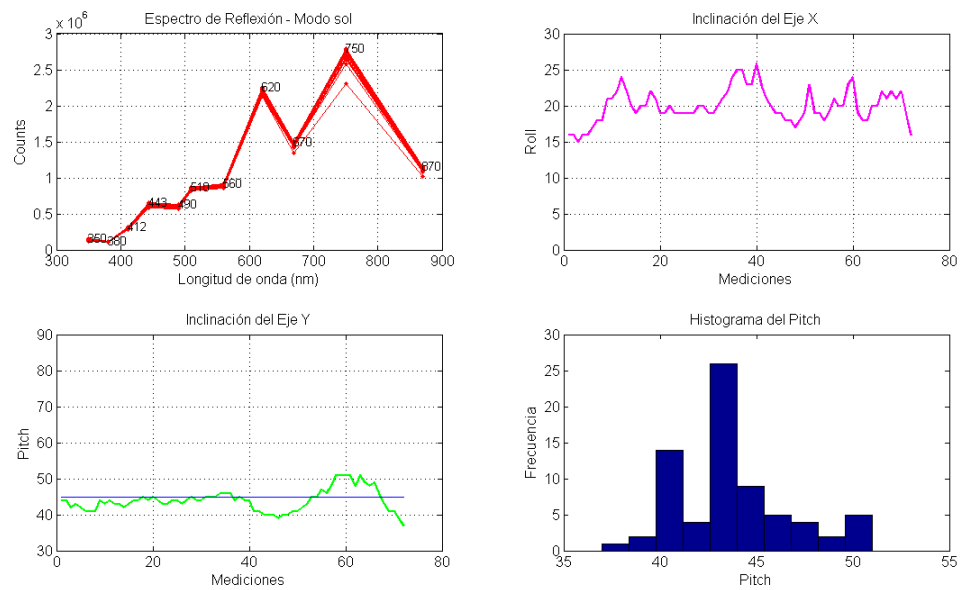 Espectro de Reflexión - Modo sol
x 10^6
3
2.5
2
1.5
1
0.5
0
Counts
350
380
412
443
490
510
560
620
670
750
870
300 400 500 600 700 800 900
Longitud de onda (nm)
Inclinación del Eje X
30
25
20
15
10
5
0
Roll
0 20 40 60 80
Mediciones
Inclinación del Eje Y
90
80
70
60
50
40
30
Pitch
0 20 40 60 80
Mediciones
Histograma del Pitch
30
25
20
15
10
5
0
Frecuencia
35 40 45 50 55
Pitch